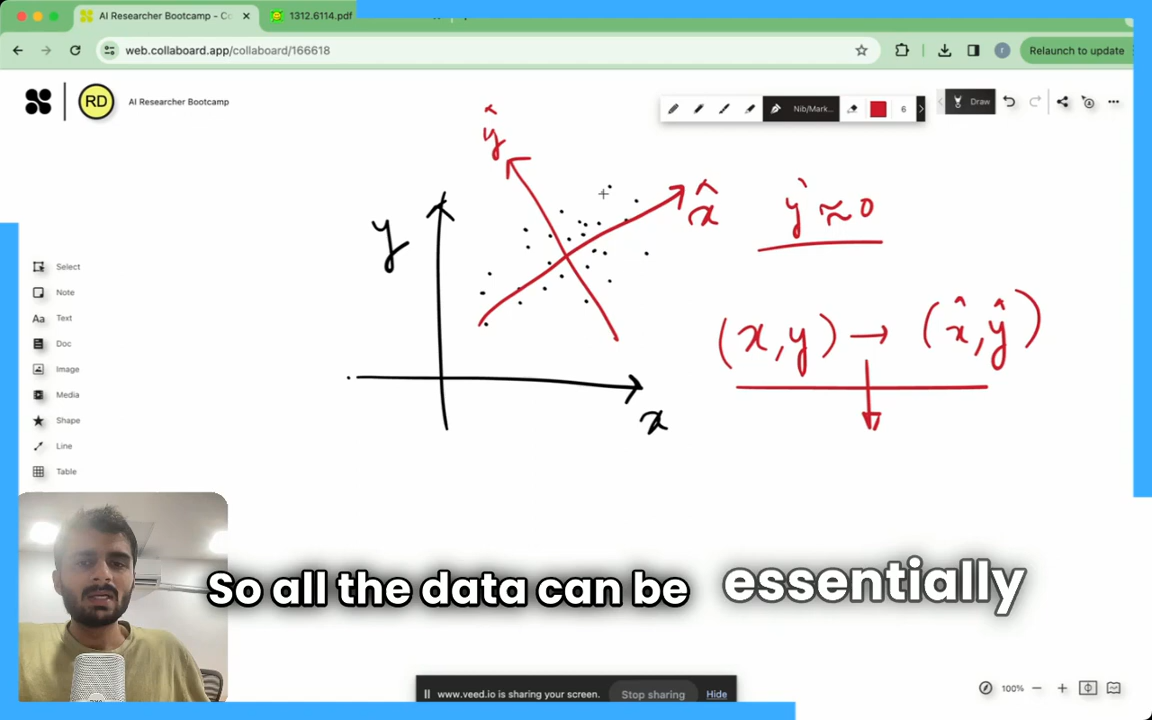 AI Researcher Bootcamp - Co
1312.6114.pdf
web.collaboard.app/collaboard/166618
Relaunch to update
RD
AI Researcher Bootcamp
Nib/Mark...
6
Draw
Select
Note
Aa Text
Doc
Image
Media
Shape
Line
Table
ŷ
y
x̂
x
ŷ ≈ 0
(x, y) → (x̂, ŷ)
So all the data can be essentially
www.veed.io is sharing your screen.
Stop sharing
Hide
100%